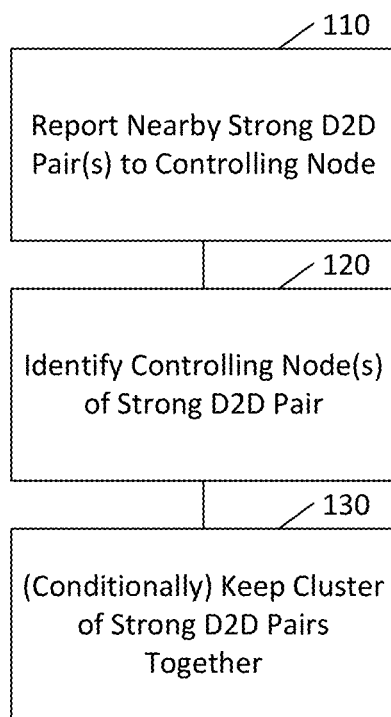 110
Report Nearby Strong D2D
Pair(s) to Controlling Node
120
Identify Controlling Node(s)
of Strong D2D Pair
130
(Conditionally) Keep Cluster
of Strong D2D Pairs
Together